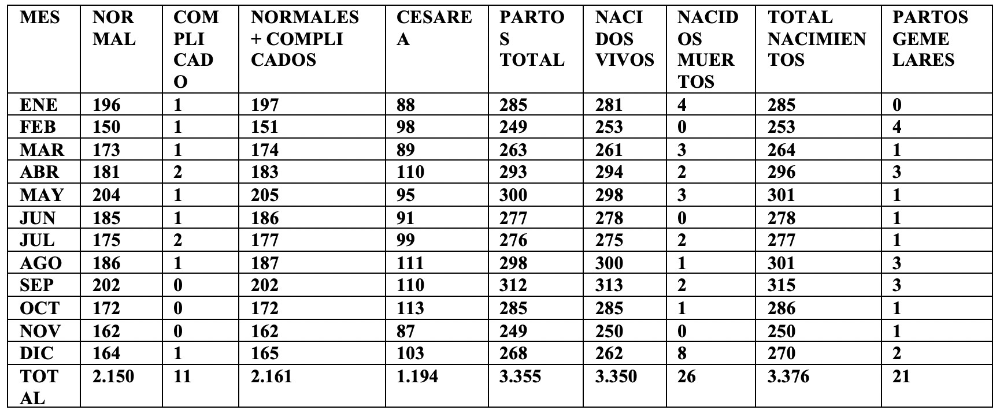 MES NOR COM NORMALES CESARE PARTO NACI NACID TOTAL PARTOS
MAL PLI + COMPLI A S DOS OS NACIMIEN GEME
CAD CADOS TOTAL VIVOS MUER TOS LARES
O TOS
ENE 196 1 197 88 285 281 4 285 0
FEB 150 1 151 98 249 253 0 253 4
MAR 173 1 174 89 263 261 3 264 1
ABR 181 2 183 110 293 294 2 296 3
MAY 204 1 205 95 300 298 3 301 1
JUN 185 1 186 91 277 278 0 278 1
JUL 175 2 177 99 276 275 2 277 1
AGO 186 1 187 111 298 300 1 301 3
SEP 202 0 202 110 312 313 2 315 3
OCT 172 0 172 113 285 285 1 286 1
NOV 162 0 162 87 249 250 0 250 1
DIC 164 1 165 103 268 262 8 270 2
TOT 2.150 11 2.161 1.194 3.355 3.350 26 3.376 21
AL